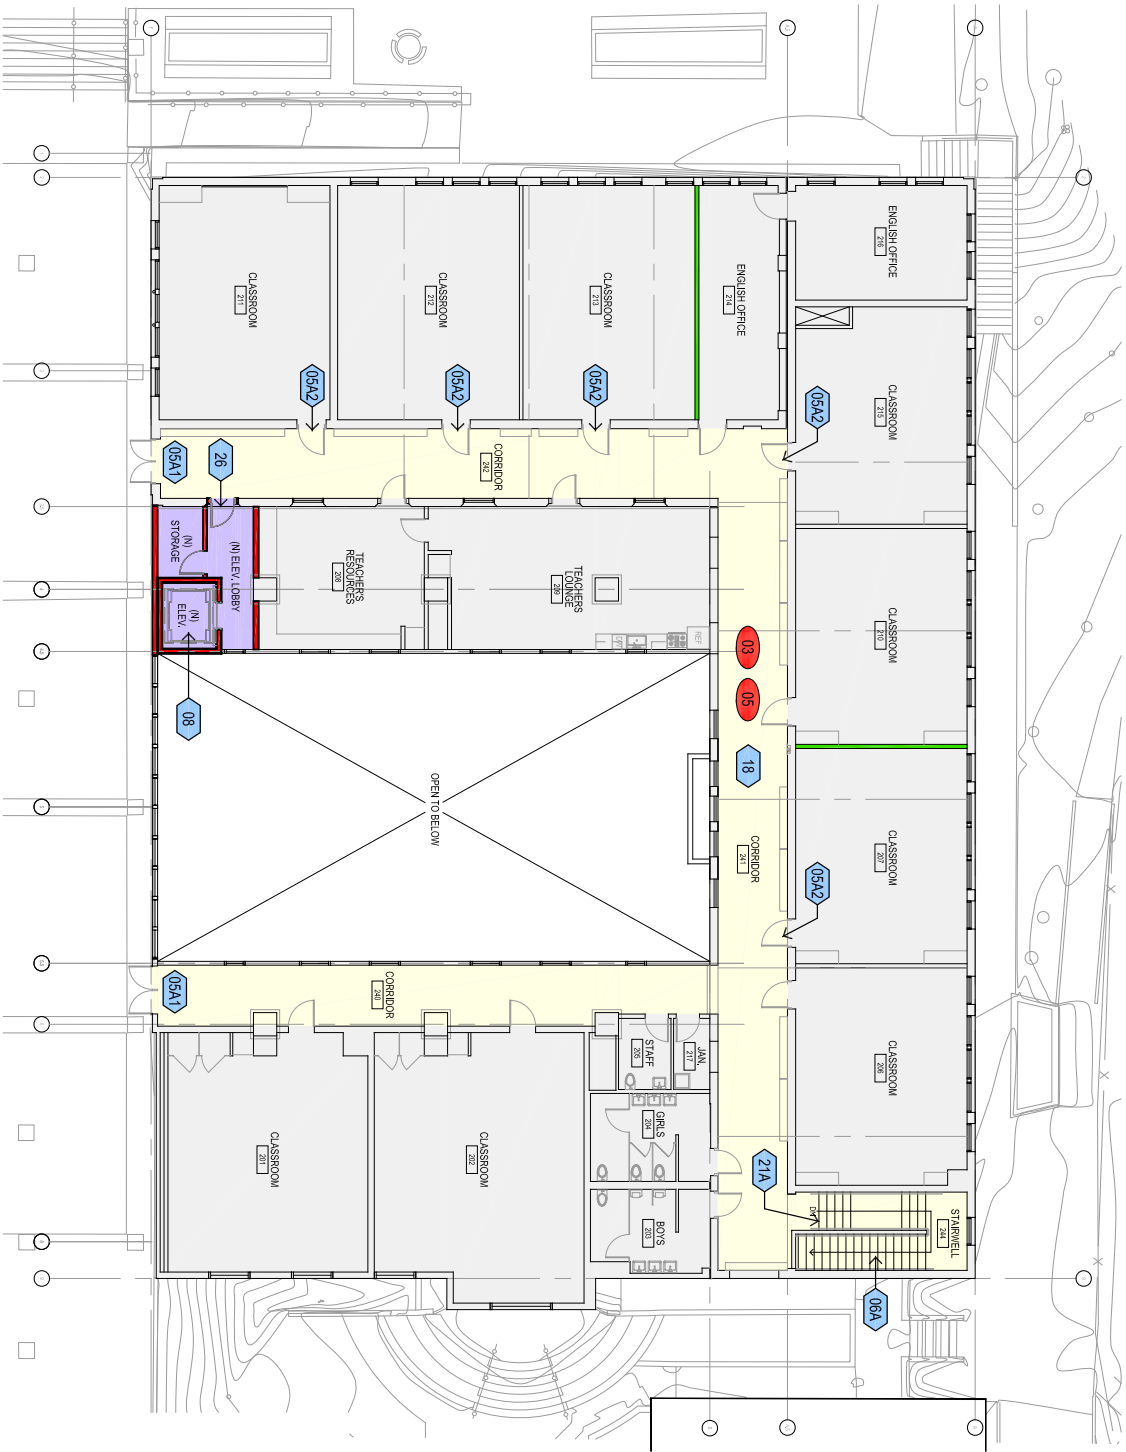 ENGLISH OFFICE
216
CLASSROOM
211
CLASSROOM
212
CLASSROOM
213
ENGLISH OFFICE
214
CLASSROOM
215
05A2
05A2
05A2
05A2
05A1
26
CORRIDOR
242
(N)
STORAGE
(N) ELEV. LOBBY
(N)
ELEV.
TEACHER'S
RESOURCES
208
TEACHERS
LOUNGE
209
DW
REF
CLASSROOM
210
03
05
18
08
OPEN TO BELOW
CORRIDOR
241
CLASSROOM
207
05A2
05A1
CORRIDOR
240
STAFF
205
JAN.
217
CLASSROOM
206
GIRLS
204
CLASSROOM
201
CLASSROOM
202
BOYS
203
21A
DN
STAIRWELL
244
06A